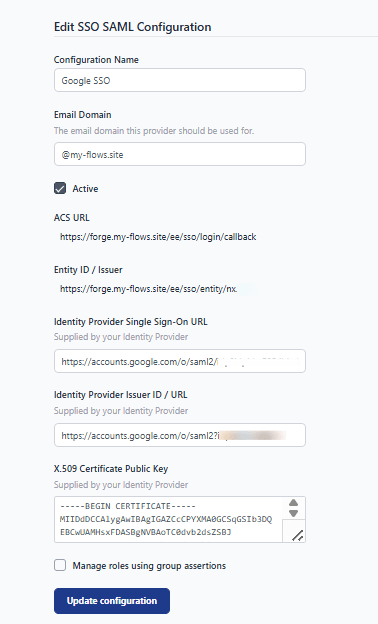 Edit SSO SAML Configuration
Configuration Name
Google SSO
Email Domain
The email domain this provider should be used for.
@my-flows.site
Active
ACS URL
https://forge.my-flows.site/ee/sso/login/callback
Entity ID / Issuer
https://forge.my-flows.site/ee/sso/entity/nx
Identity Provider Single Sign-On URL
Supplied by your Identity Provider
https://accounts.google.com/o/saml2/
Identity Provider Issuer ID / URL
Supplied by your Identity Provider
https://accounts.google.com/o/saml2?i
X.509 Certificate Public Key
Supplied by your Identity Provider
-----BEGIN CERTIFICATE-----
MIIDdDCCAlygAwIBAgIGAZCcCPYXMA0GCSqGSIb3DQ
EBCwUAMHsxFDASBgNVBAoTC0dvb2dsZSBJ
Manage roles using group assertions
Update configuration